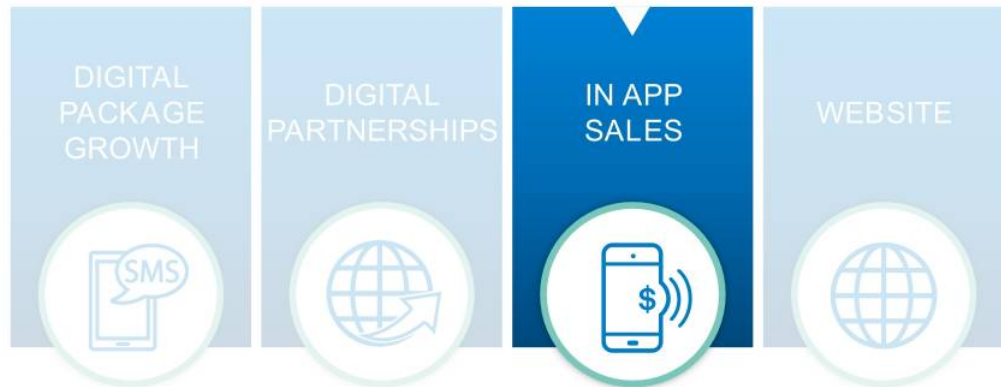 DIGITAL
PACKAGE
GROWTH
DIGITAL
PARTNERSHIPS
IN APP
SALES
WEBSITE
SMS
$